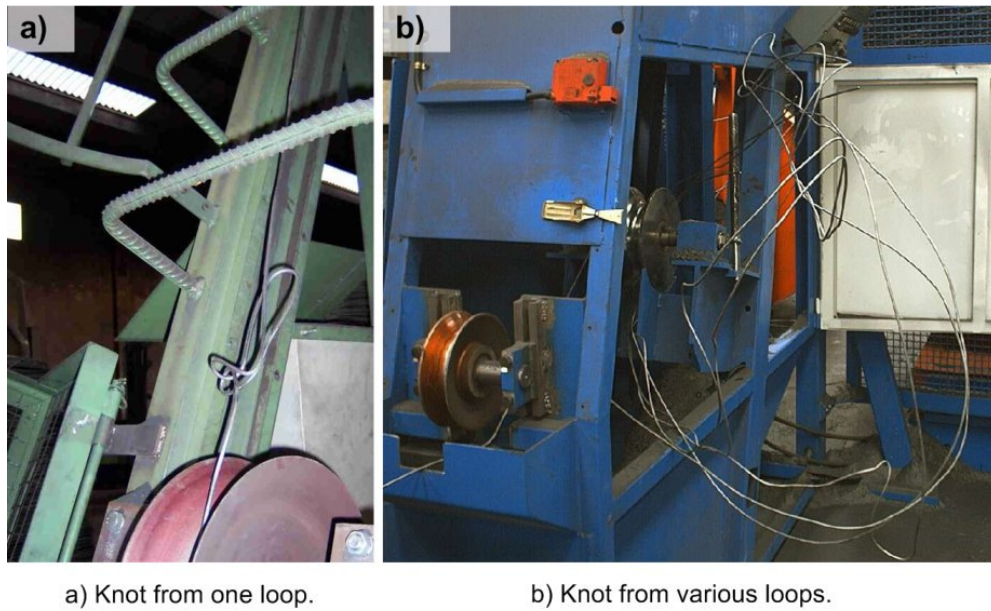 a)
b)
a) Knot from one loop.
b) Knot from various loops.